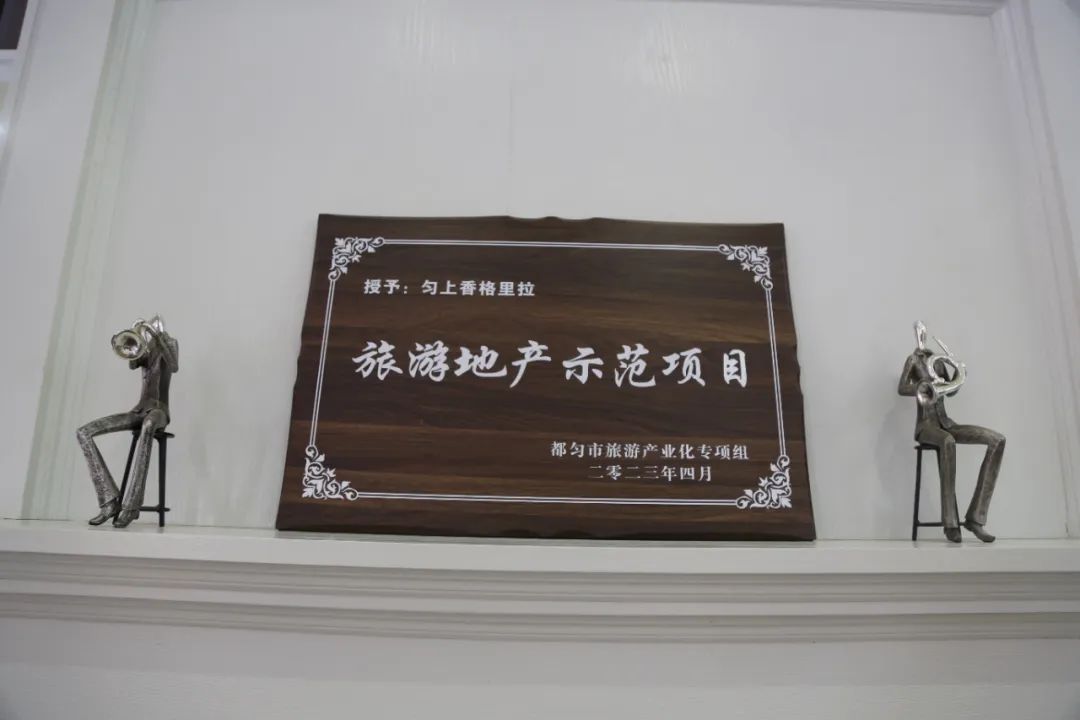 授予：匀上香格里拉
旅游地产示范项目
都匀市旅游产业化专项组
二零二三年四月